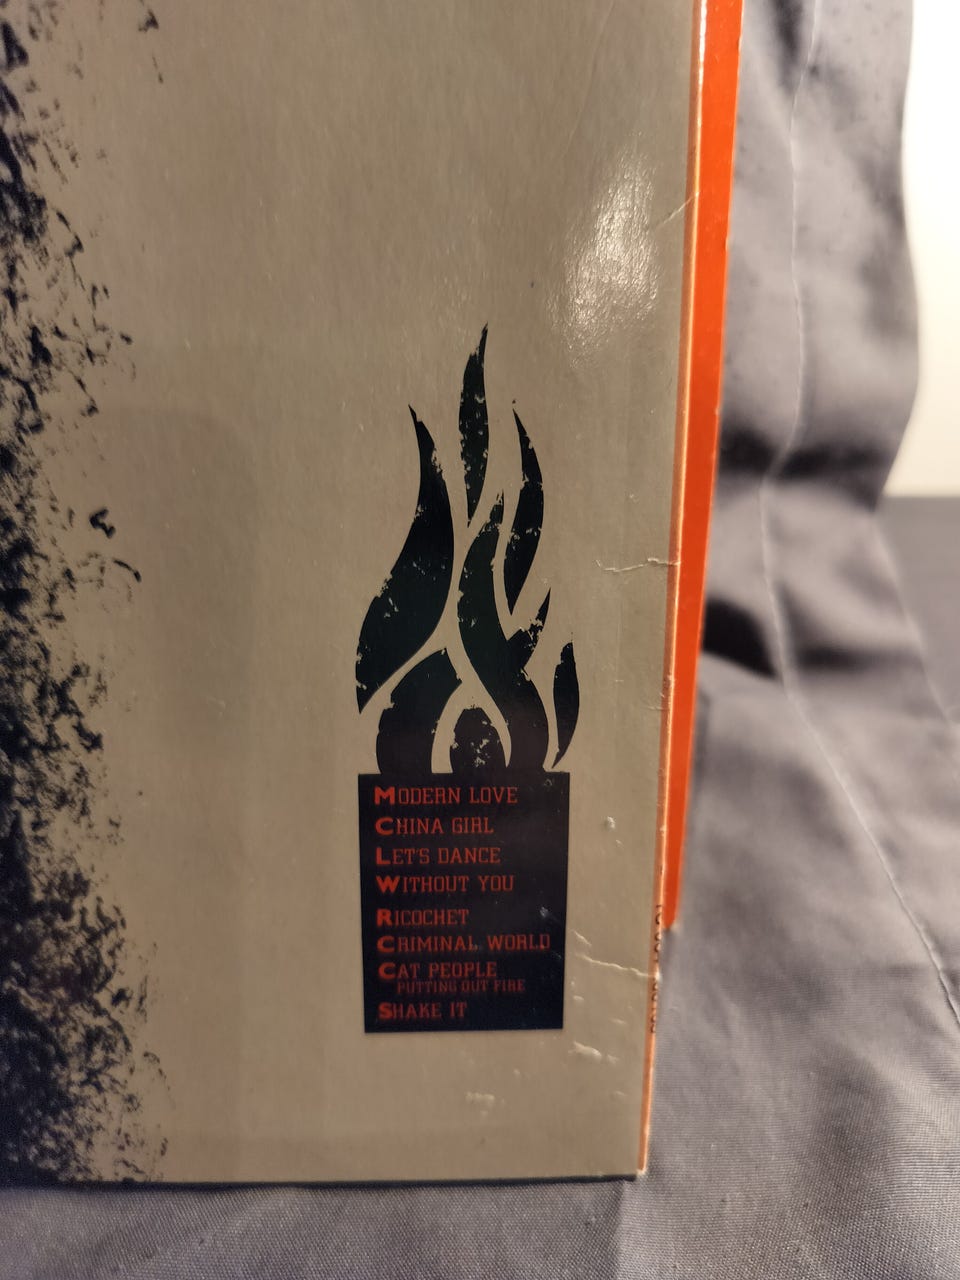 MODERN LOVE
CHINA GIRL
LET'S DANCE
WITHOUT YOU
RICOCHET
CRIMINAL WORLD
CAT PEOPLE
PUTTING OUT FIRE
SHAKE IT